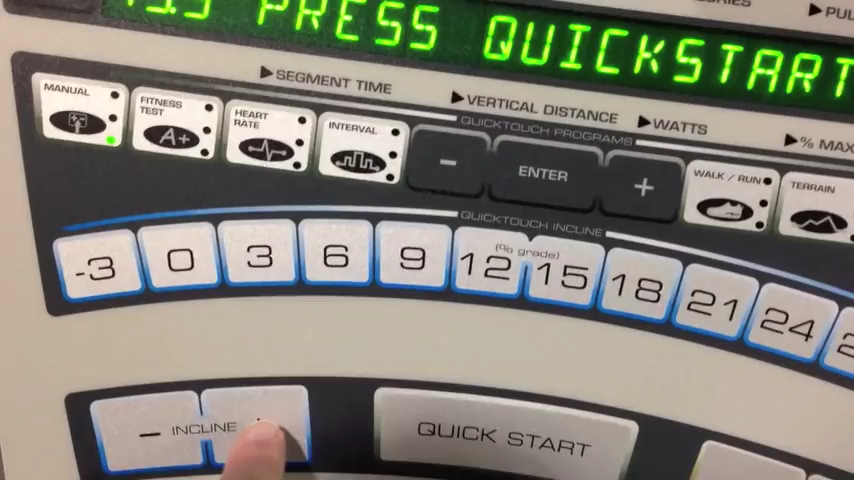 PRESS QUICKSTART
▶SEGMENT TIME
▶VERTICAL DISTANCE
▶WATTS
▶% MAX
MANUAL
FITNESS TEST
A+
HEART RATE
INTERVAL
QUICKTOUCH PROGRAMS
-
ENTER
+
WALK / RUN
TERRAIN
QUICKTOUCH INCLINE
(% grade)
-3 0 3 6 9 12 15 18 21 24
- INCLINE
QUICK START